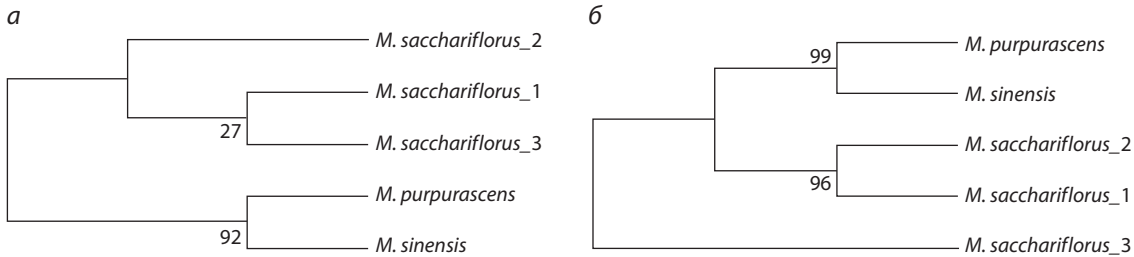 а
M. sacchariflorus_2
M. sacchariflorus_1
27
M. sacchariflorus_3
M. purpurascens
92
M. sinensis
б
M. purpurascens
99
M. sinensis
M. sacchariflorus_2
96
M. sacchariflorus_1
M. sacchariflorus_3